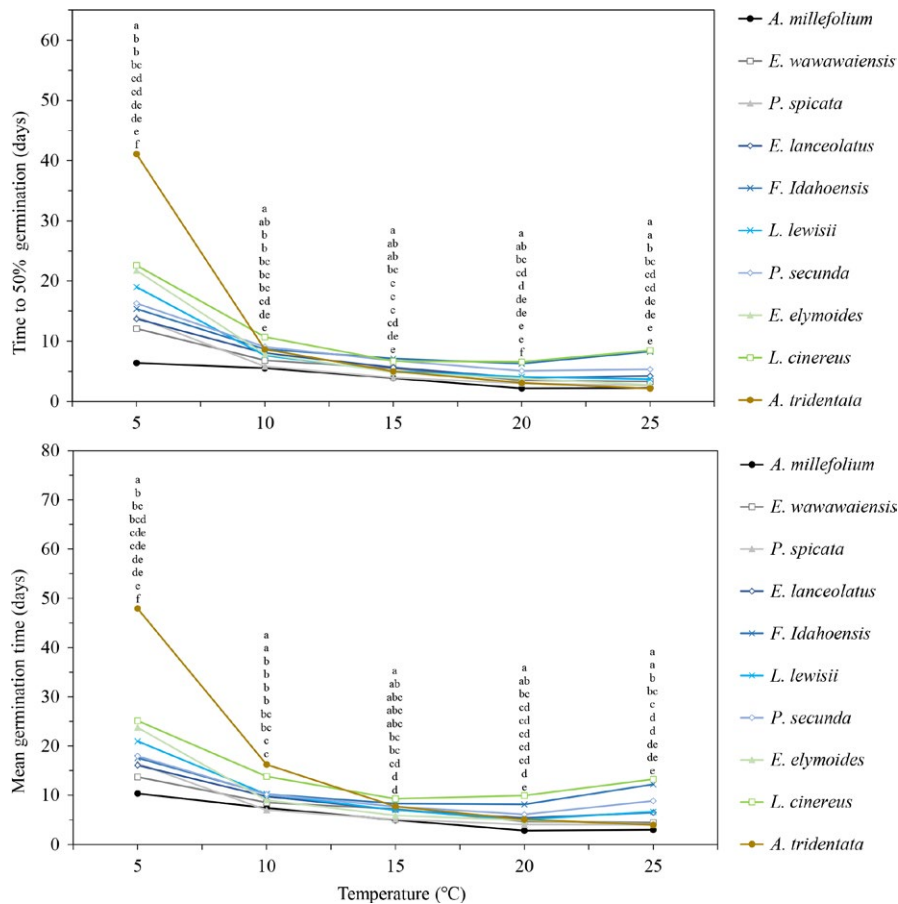 Time to 50% germination (days)
60
50
40
30
20
10
0
a
b
b
bc
cd
cd
de
de
e
f
a
ab
b
b
bc
bc
bc
cd
de
e
a
ab
ab
bc
c
c
c
cd
de
e
a
ab
bc
cd
d
de
de
e
e
f
a
a
b
bc
cd
cd
de
de
e
e
5
10
15
20
25
A. millefolium
E. wawawaiensis
P. spicata
E. lanceolatus
F. Idahoensis
L. lewisii
P. secunda
E. elymoides
L. cinereus
A. tridentata
Mean germination time (days)
80
70
60
50
40
30
20
10
0
a
b
bc
bcd
cde
cde
de
de
e
f
a
a
b
b
b
b
bc
bc
c
c
a
ab
abc
abc
abc
bc
bc
cd
d
d
a
ab
bc
cd
cd
cd
cd
cd
d
e
a
a
b
bc
c
d
d
de
de
e
5
10
15
20
25
Temperature (°C)
A. millefolium
E. wawawaiensis
P. spicata
E. lanceolatus
F. Idahoensis
L. lewisii
P. secunda
E. elymoides
L. cinereus
A. tridentata